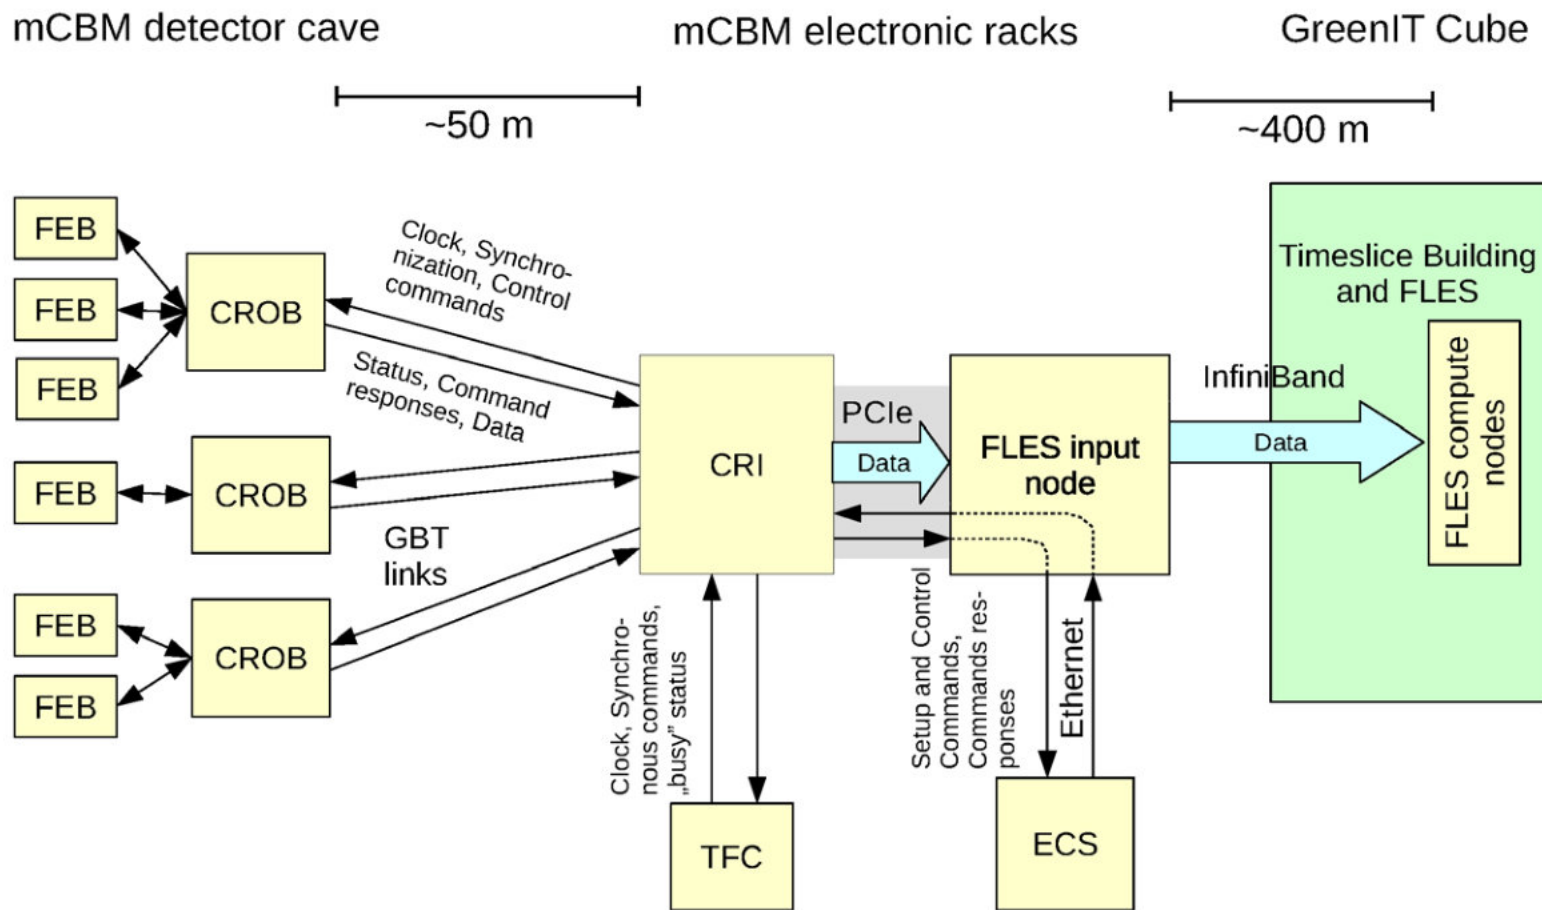 mCBM detector cave
mCBM electronic racks
GreenIT Cube
~50 m
~400 m
FEB
FEB
FEB
CROB
Clock, Synchro-
nization, Control
commands
Status, Command
responses, Data
FEB
CROB
GBT
links
FEB
FEB
CROB
CRI
PCIe
Data
FLES input
node
InfiniBand
Data
Timeslice Building
and FLES
FLES compute
nodes
Clock, Synchro-
nous commands,
„busy” status
Setup and Control
Commands,
Commands res-
ponses
Ethernet
TFC
ECS